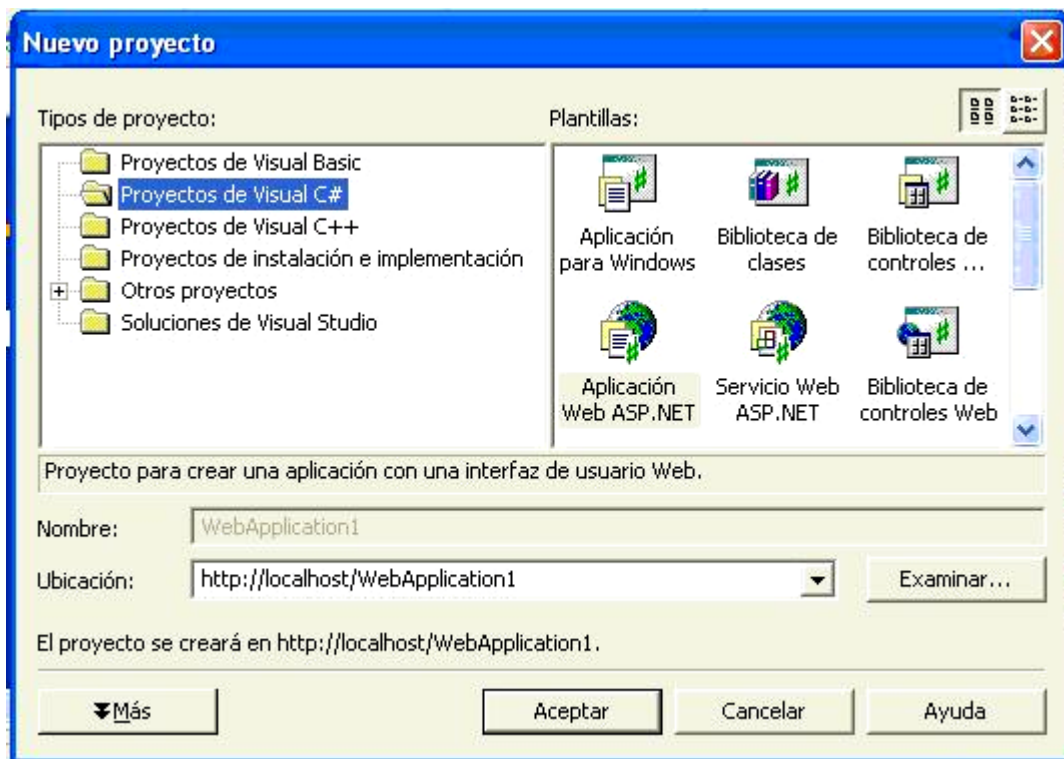 Nuevo proyecto
Tipos de proyecto:
Proyectos de Visual Basic
Proyectos de Visual C#
Proyectos de Visual C++
Proyectos de instalación e implementación
Otros proyectos
Soluciones de Visual Studio
Plantillas:
Aplicación
para Windows
Biblioteca de
clases
Biblioteca de
controles ...
Aplicación
Web ASP.NET
Servicio Web
ASP.NET
Biblioteca de
controles Web
Proyecto para crear una aplicación con una interfaz de usuario Web.
Nombre:
WebApplication1
Ubicación:
http://localhost/WebApplication1
Examinar...
El proyecto se creará en http://localhost/WebApplication1.
Más
Aceptar
Cancelar
Ayuda